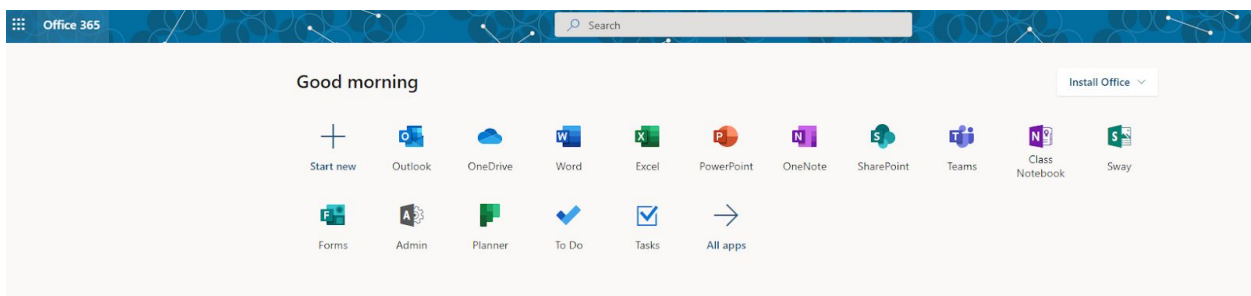 Office 365
Search
Good morning
Install Office
Start new
Outlook
OneDrive
Word
Excel
PowerPoint
OneNote
SharePoint
Teams
Class
Notebook
Sway
Forms
Admin
Planner
To Do
Tasks
All apps